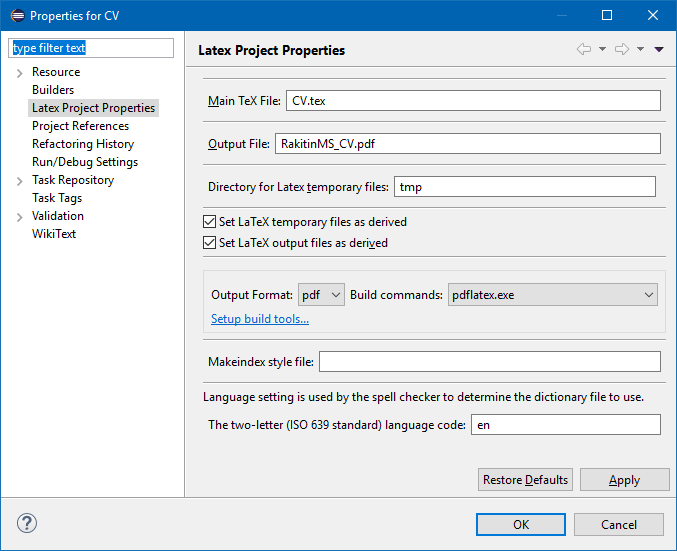 Properties for CV
type filter text
Resource
Builders
Latex Project Properties
Project References
Refactoring History
Run/Debug Settings
Task Repository
Task Tags
Validation
WikiText
Latex Project Properties
Main TeX File: CV.tex
Output File: RakitinMS_CV.pdf
Directory for Latex temporary files: tmp
Set LaTeX temporary files as derived
Set LaTeX output files as derived
Output Format: pdf Build commands: pdflatex.exe
Setup build tools...
Makeindex style file:
Language setting is used by the spell checker to determine the dictionary file to use.
The two-letter (ISO 639 standard) language code: en
Restore Defaults Apply
? OK Cancel